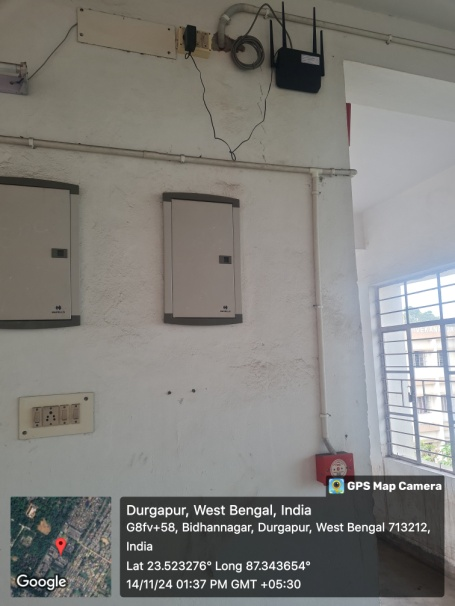 GPS Map Camera
Durgapur, West Bengal, India
G8fv+58, Bidhannagar, Durgapur, West Bengal 713212,
India
Lat 23.523276° Long 87.343654°
14/11/24 01:37 PM GMT +05:30
Google